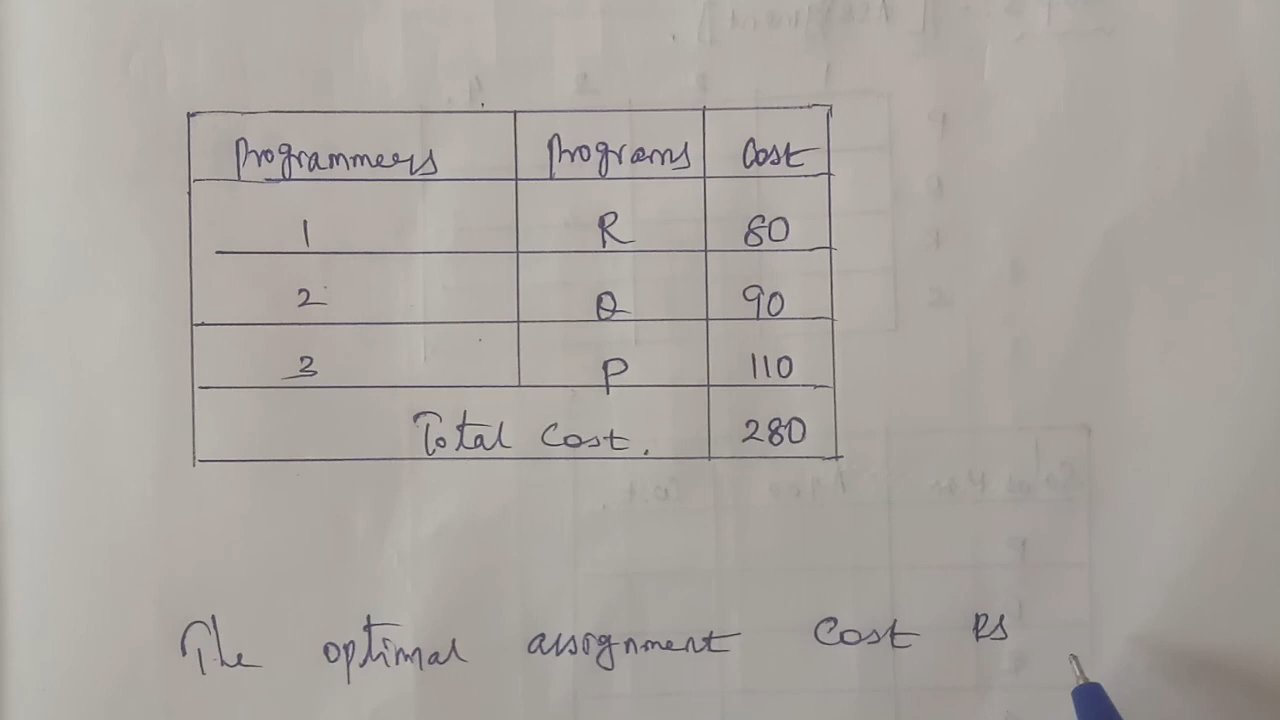 Programmers Programs Cost
1 R 80
2 Q 90
3 P 110
Total Cost. 280
The optimal assignment Cost RS